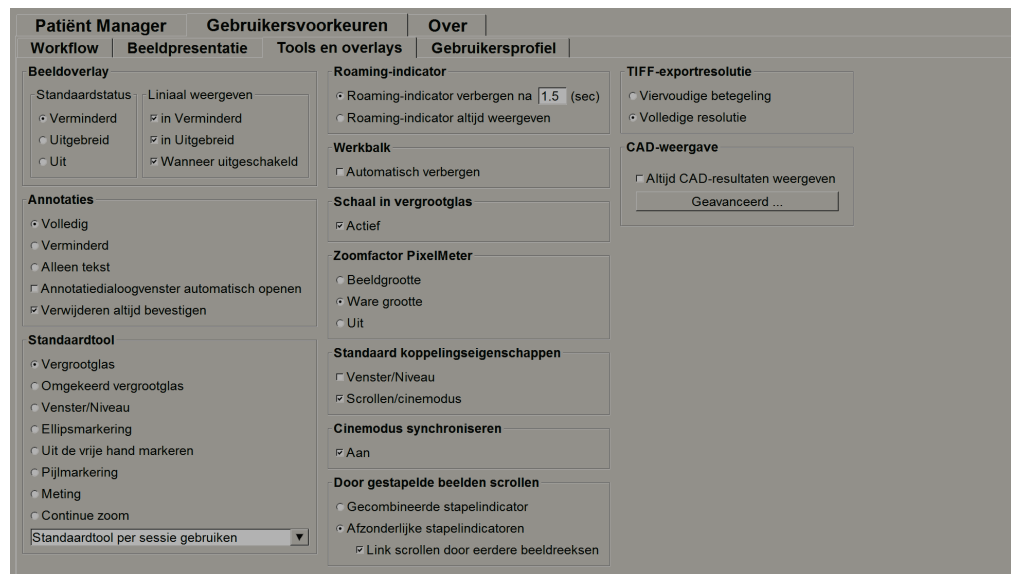 Patiënt Manager
Gebruikersvoorkeuren
Over
Workflow
Beeldpresentatie
Tools en overlays
Gebruikersprofiel
Beeldoverlay
Standaardstatus
Verminderd
Uitgebreid
Uit
Liniaal weergeven
in Verminderd
in Uitgebreid
Wanneer uitgeschakeld
Annotaties
Volledig
Verminderd
Alleen tekst
Annotatiedialoogvenster automatisch openen
Verwijderen altijd bevestigen
Standaardtool
Vergrootglas
Omgekeerd vergrootglas
Venster/Niveau
Ellipsmarkering
Uit de vrije hand markeren
Pijlmarkering
Meting
Continue zoom
Standaardtool per sessie gebruiken
Roaming-indicator
Roaming-indicator verbergen na 1.5 (sec)
Roaming-indicator altijd weergeven
Werkbalk
Automatisch verbergen
Schaal in vergrootglas
Actief
Zoomfactor PixelMeter
Beeldgrootte
Ware grootte
Uit
Standaard koppelingseigenschappen
Venster/Niveau
Scrollen/cinemodus
Cinemodus synchroniseren
Aan
Door gestapelde beelden scrollen
Gecombineerde stapelindicator
Afzonderlijke stapelindicatoren
Link scrollen door eerdere beeldreeksen
TIFF-exportresolutie
Viervoudige betegeling
Volledige resolutie
CAD-weergave
Altijd CAD-resultaten weergeven
Geavanceerd ...